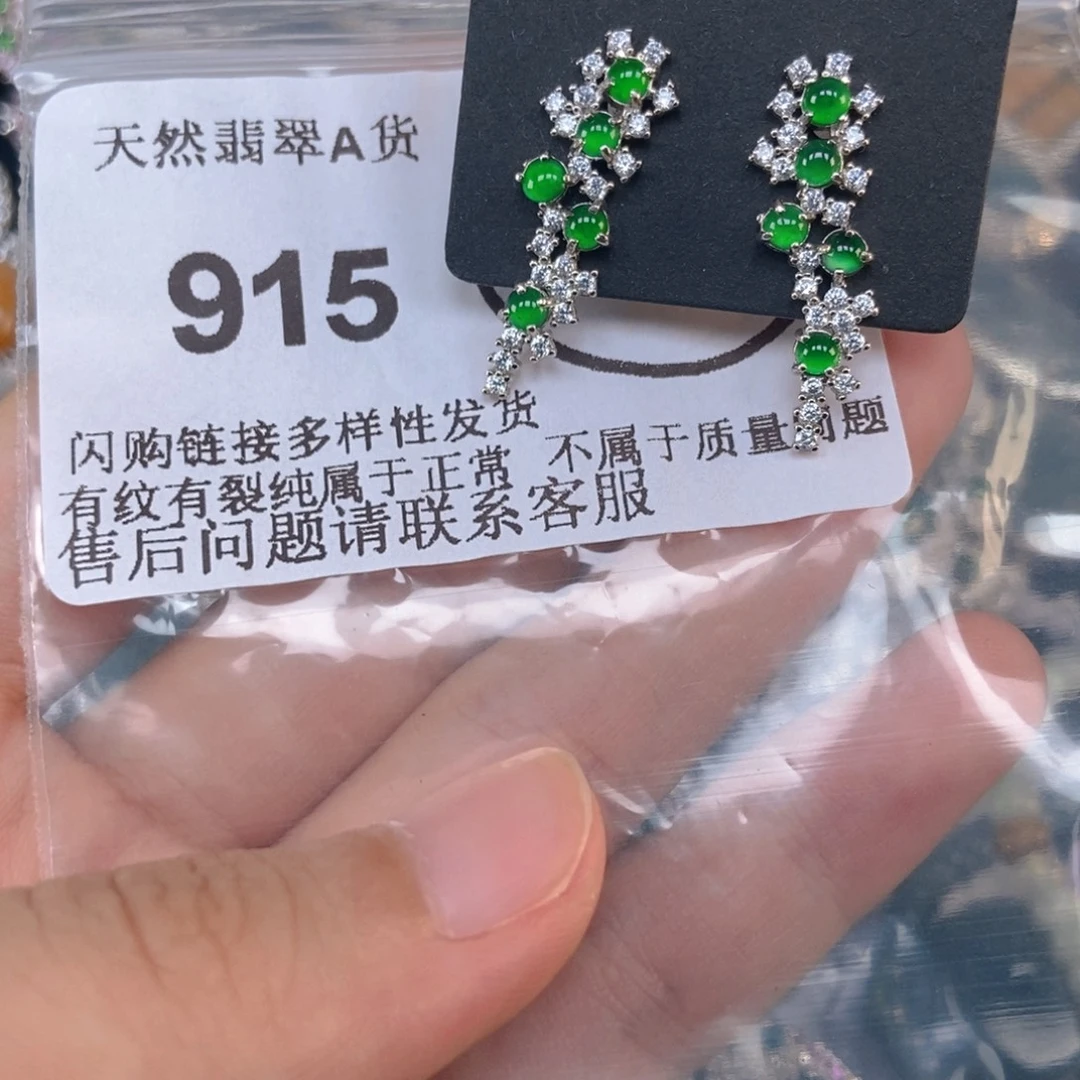 天然翡翠A货
915
闪购链接多样性发货
有纹有裂纯属于正常 不属于质量问题
售后问题请联系客服